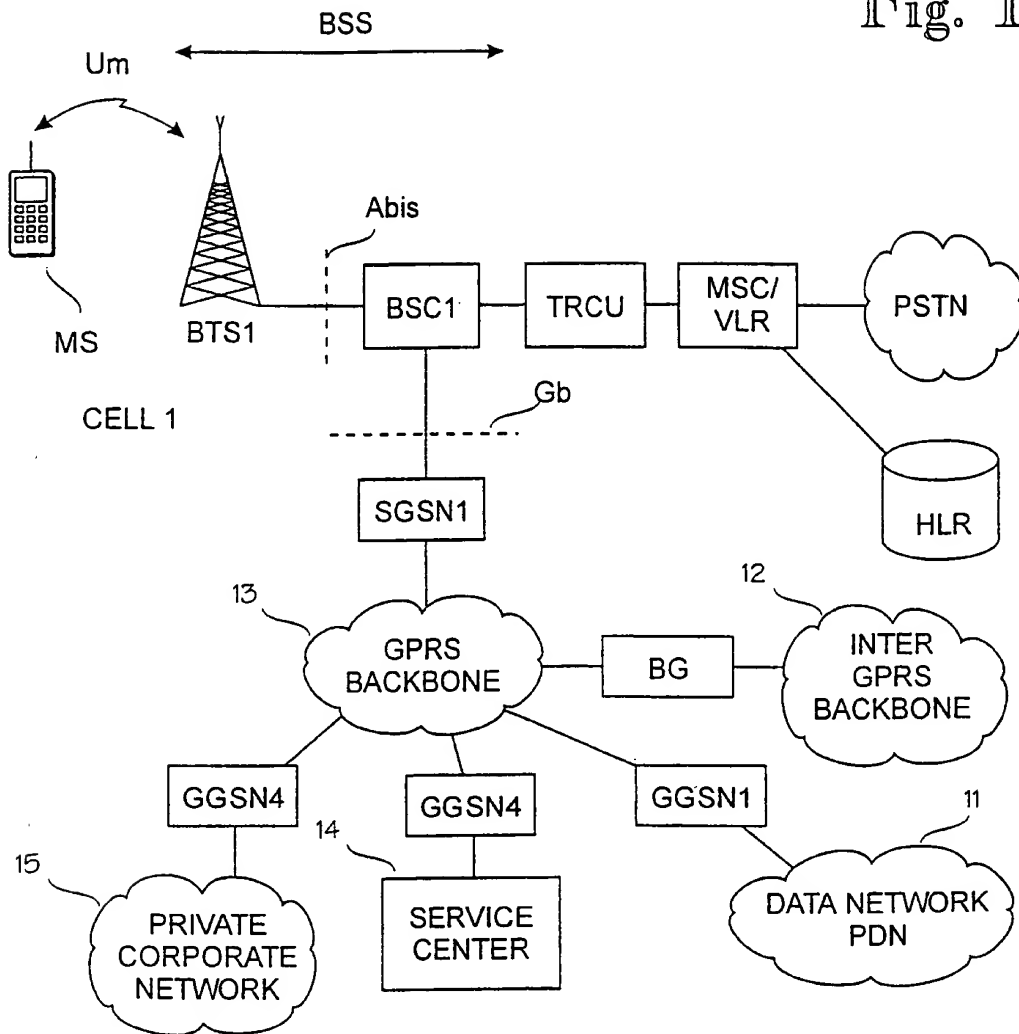 Fig. 1
BSS
Um
Abis
BSC1
TRCU
MSC/
VLR
PSTN
BTS1
MS
CELL 1
Gb
SGSN1
HLR
13
12
GPRS
BACKBONE
BG
INTER
GPRS
BACKBONE
GGSN4
GGSN4
GGSN1
15
14
11
PRIVATE
CORPORATE
NETWORK
SERVICE
CENTER
DATA NETWORK
PDN